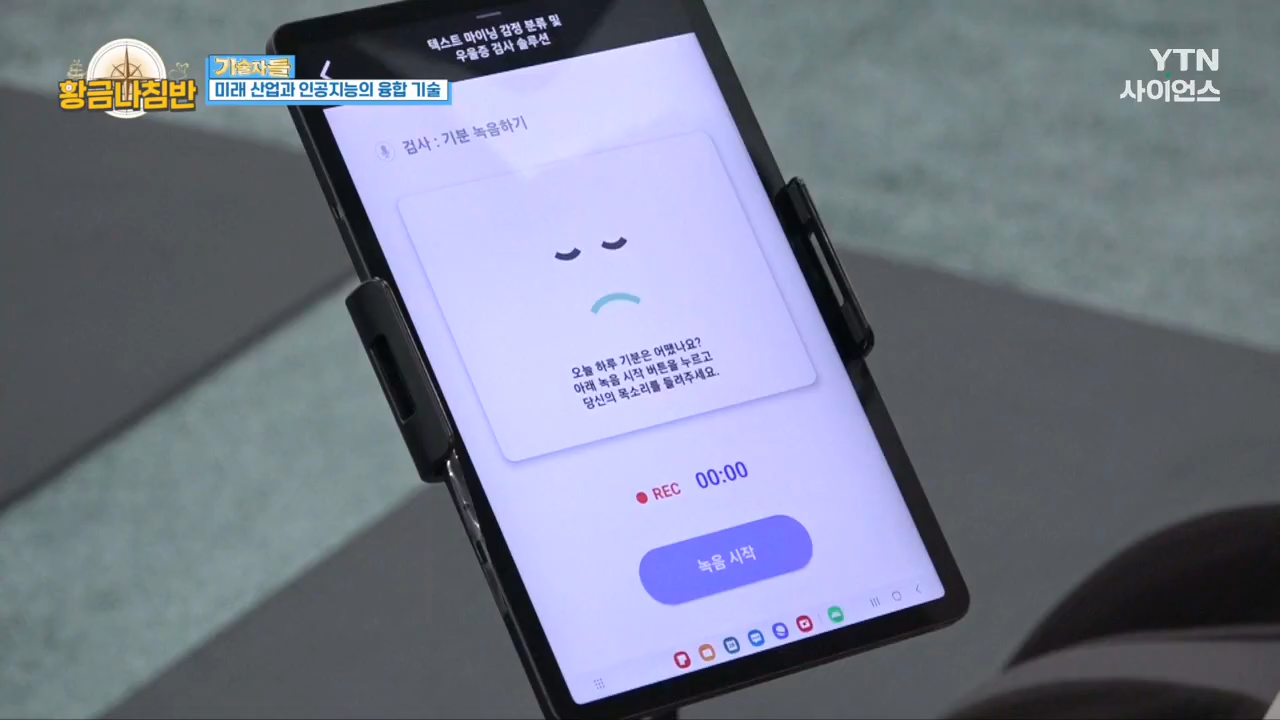 황금나침반
기술자들
미래 산업과 인공지능의 융합 기술
YTN
사이언스
텍스트 마이닝 감정 분류 및
우울증 검사 솔루션
검사 : 기분 녹음하기
오늘 하루 기분은 어땠나요?
아래 녹음 시작 버튼을 누르고
당신의 목소리를 들려주세요.
REC 00:00
녹음 시작